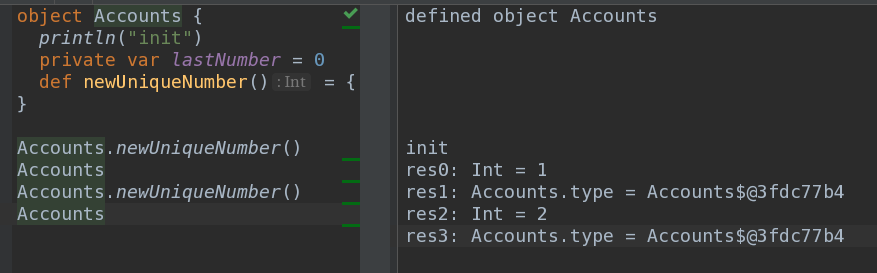 object Accounts {
  println("init")
  private var lastNumber = 0
  def newUniqueNumber() : Int = {
}
Accounts.newUniqueNumber()
Accounts
Accounts.newUniqueNumber()
Accounts
defined object Accounts
init
res0: Int = 1
res1: Accounts.type = Accounts$@3fdc77b4
res2: Int = 2
res3: Accounts.type = Accounts$@3fdc77b4